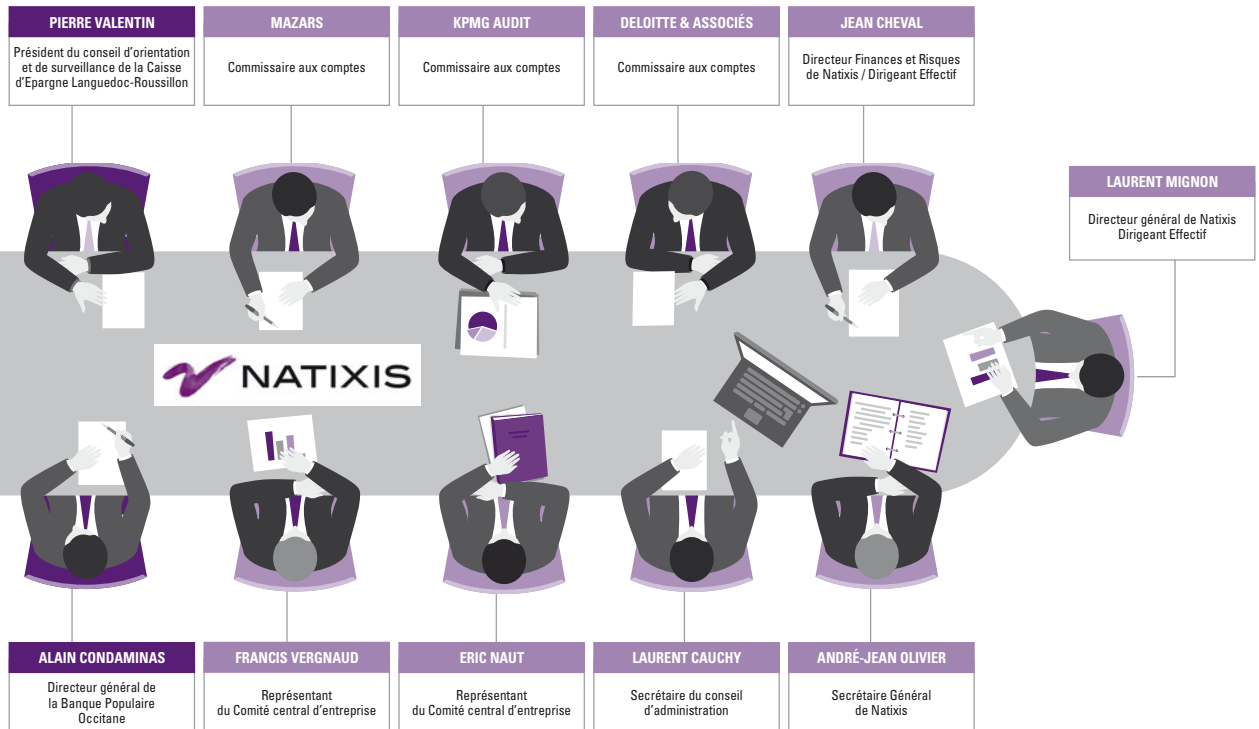 PIERRE VALENTIN
Président du conseil d'orientation
et de surveillance de la Caisse
d'Epargne Languedoc-Roussillon
MAZARS
Commissaire aux comptes
KPMG AUDIT
Commissaire aux comptes
DELOITTE & ASSOCIÉS
Commissaire aux comptes
JEAN CHEVAL
Directeur Finances et Risques
de Natixis / Dirigeant Effectif
LAURENT MIGNON
Directeur général de Natixis
Dirigeant Effectif
NATIXIS
ALAIN CONDAMINAS
Directeur général de
la Banque Populaire
Occitane
FRANCIS VERGNAUD
Représentant
du Comité central d'entreprise
ERIC NAUT
Représentant
du Comité central d'entreprise
LAURENT CAUCHY
Secrétaire du conseil
d'administration
ANDRÉ-JEAN OLIVIER
Secrétaire Général
de Natixis